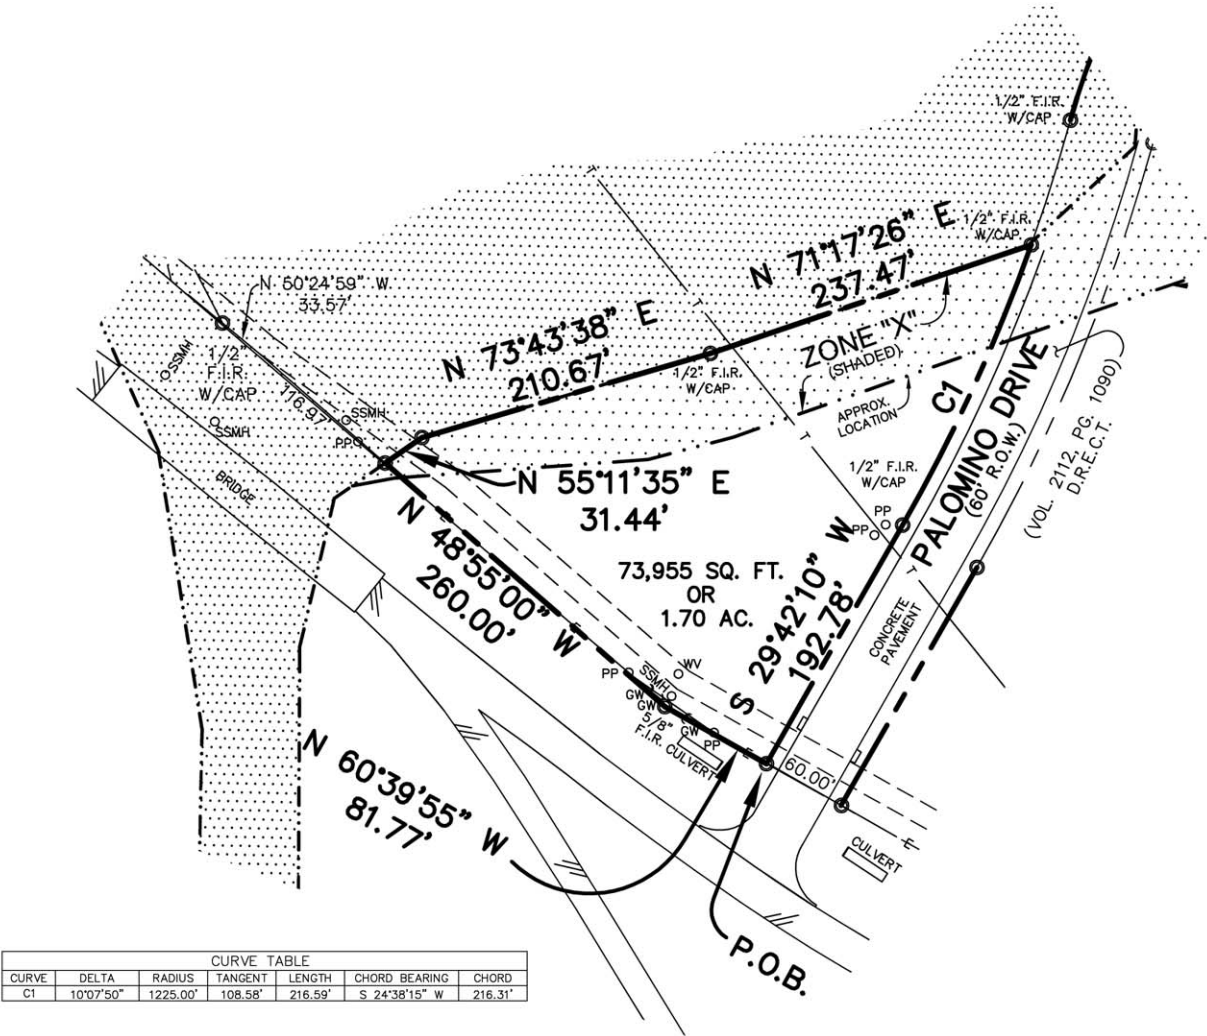 1/2" F.I.R.
W/CAP
1/2" F.I.R.
W/CAP
N 71°17'26" E
237.47'
N 50°24'59" W
33.57'
N 73°43'38" E
210.67'
ZONE "X"
(SHADED)
1/2" F.I.R.
W/CAP
1/2"
F.I.R.
W/CAP
SSMH
SSMH
SSMH
116.97'
PP
BRIDGE
APPROX.
LOCATION
C1
PALOMINO DRIVE
(60' R.O.W.)
(VOL. 2112, PG. 1090)
D.R.E.C.T.
1/2" F.I.R.
W/CAP
PP
PP
N 55°11'35" E
31.44'
N 48°55'00" W
260.00'
73,955 SQ. FT.
OR
1.70 AC.
S 29°42'10" W
192.78'
CONCRETE
PAVEMENT
T
T
T
T
E
E
E
E
PP
SSMH
WV
GW
GW
5/8"
F.I.R.
GW
PP
CULVERT
60.00'
N 60°39'55" W
81.77'
CULVERT
P.O.B.
CURVE TABLE
CURVE DELTA RADIUS TANGENT LENGTH CHORD BEARING CHORD
C1 10°07'50" 1225.00' 108.58' 216.59' S 24°38'15" W 216.31'